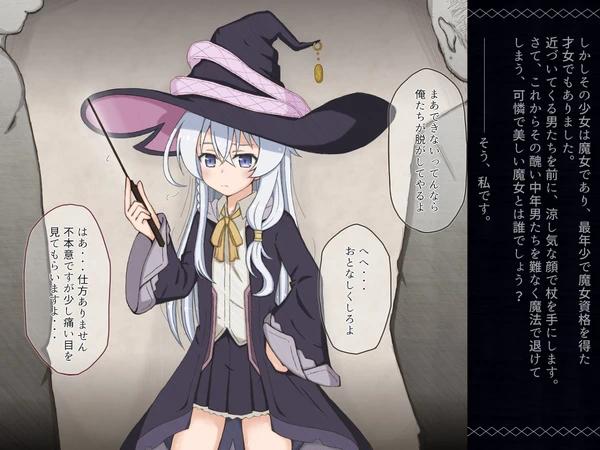 しかしその少女は魔女であり、最年少で魔女資格を得た
才女でもありました。
近づいてくる男たちを前に、涼し気な顔で杖を手にします。
さて、これからその醜い中年男たちを難なく魔法で退けて
しまう、可憐で美しい魔女とは誰でしょう？
――――そう、私です。
まあできないってんなら
俺たちが脱がしてやるよ
へへ・・・・
おとなしくしろよ
はあ・・・仕方ありません
不本意ですが少し痛い目を
見てもらいますよ・・・